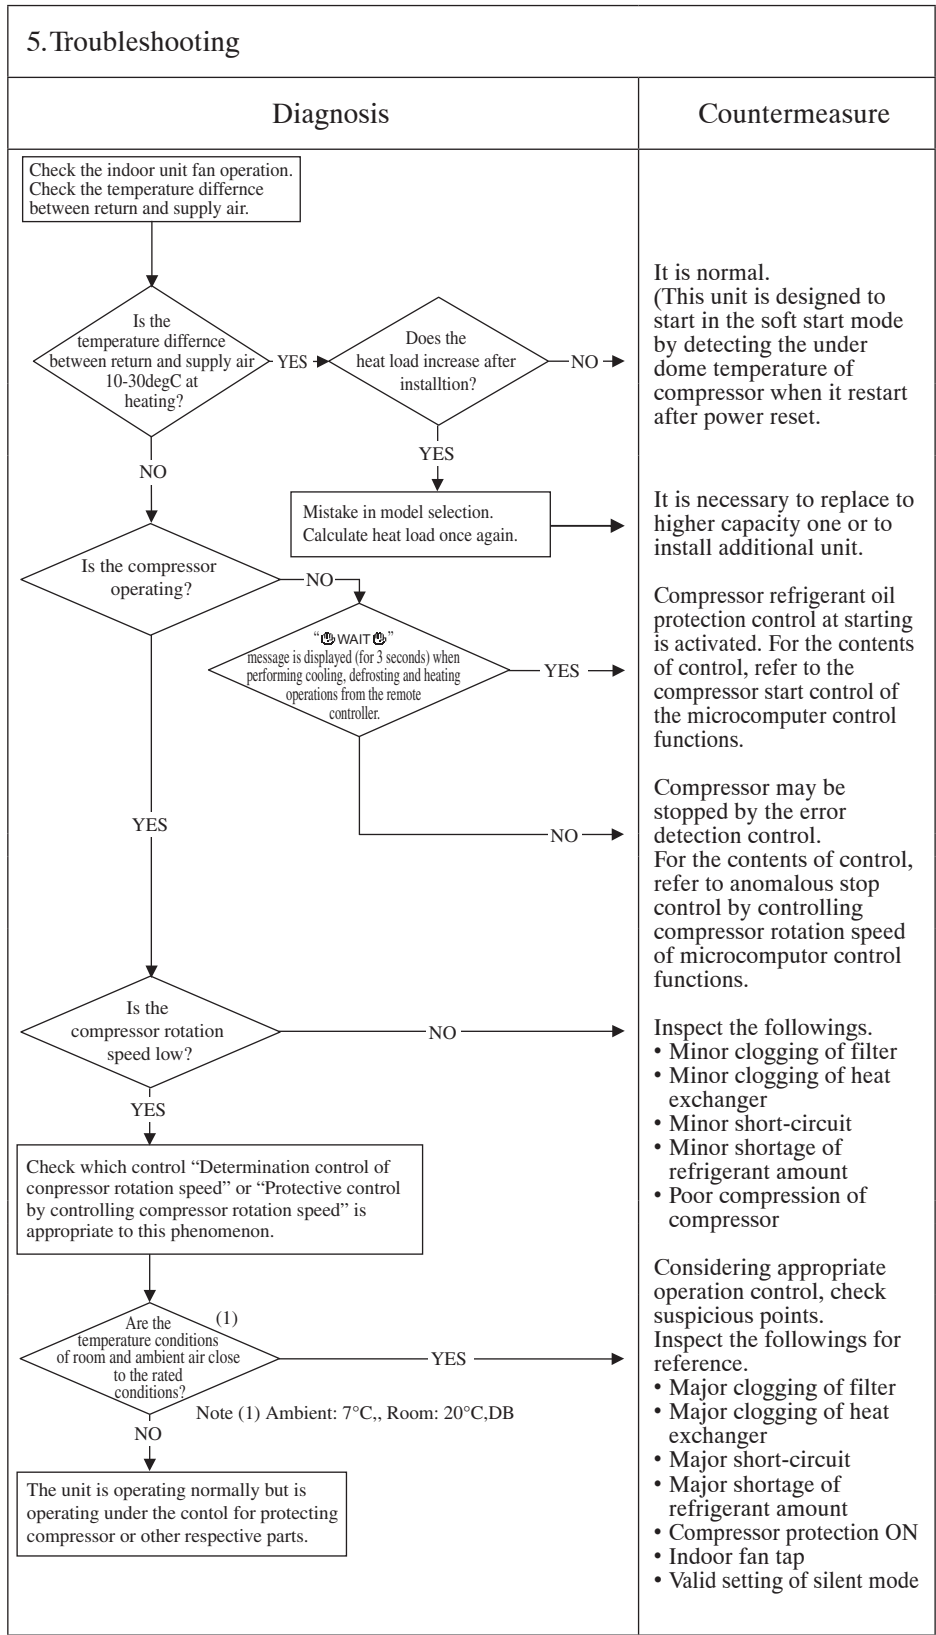 5.Troubleshooting
Diagnosis
Countermeasure
Check the indoor unit fan operation.
Check the temperature differnce
between return and supply air.
Is the
temperature differnce
between return and supply air
10-30degC at
heating?
YES
Does the
heat load increase after
installtion?
NO
It is normal.
(This unit is designed to
start in the soft start mode
by detecting the under
dome temperature of
compressor when it restart
after power reset.
NO
YES
Mistake in model selection.
Calculate heat load once again.
It is necessary to replace to
higher capacity one or to
install additional unit.
Is the compressor
operating?
NO
“ WAIT ”
message is displayed (for 3 seconds) when
performing cooling, defrosting and heating
operations from the remote
controller.
YES
Compressor refrigerant oil
protection control at starting
is activated. For the contents
of control, refer to the
compressor start control of
the microcomputer control
functions.
YES
NO
Compressor may be
stopped by the error
detection control.
For the contents of control,
refer to anomalous stop
control by controlling
compressor rotation speed
of microcomputor control
functions.
Is the
compressor rotation
speed low?
NO
Inspect the followings.
• Minor clogging of filter
• Minor clogging of heat
exchanger
• Minor short-circuit
• Minor shortage of
refrigerant amount
• Poor compression of
compressor
YES
Check which control “Determination control of
conpressor rotation speed” or “Protective control
by controlling compressor rotation speed” is
appropriate to this phenomenon.
Are the
temperature conditions
of room and ambient air close
to the rated
conditions?
(1)
YES
Considering appropriate
operation control, check
suspicious points.
Inspect the followings for
reference.
• Major clogging of filter
• Major clogging of heat
exchanger
• Major short-circuit
• Major shortage of
refrigerant amount
• Compressor protection ON
• Indoor fan tap
• Valid setting of silent mode
Note (1) Ambient: 7°C,, Room: 20°C,DB
NO
The unit is operating normally but is
operating under the contol for protecting
compressor or other respective parts.